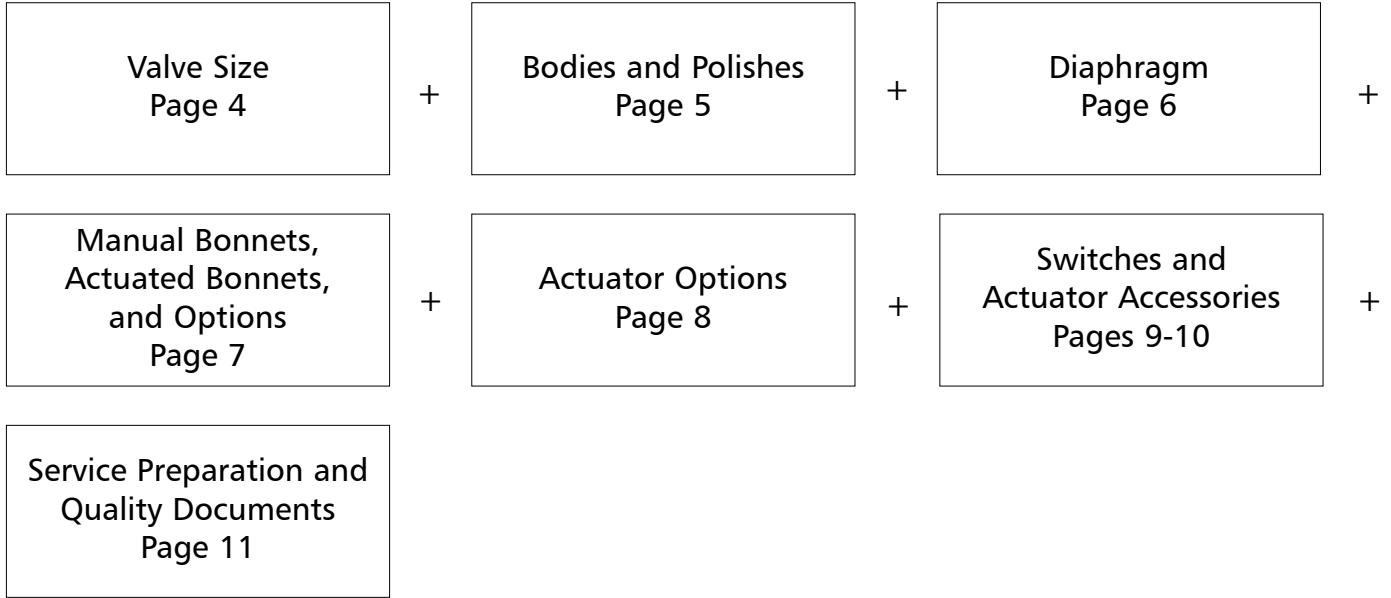 Valve Size
Page 4
+
Bodies and Polishes
Page 5
+
Diaphragm
Page 6
+
Manual Bonnets,
Actuated Bonnets,
and Options
Page 7
+
Actuator Options
Page 8
+
Switches and
Actuator Accessories
Pages 9-10
+
Service Preparation and
Quality Documents
Page 11